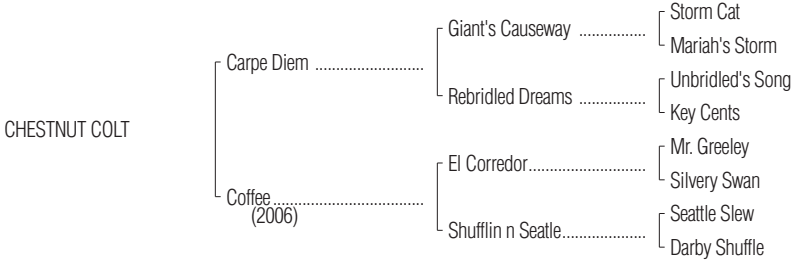 Storm Cat
Giant's Causeway ................
Mariah's Storm
Carpe Diem ..........................
Unbridled's Song
Rebridled Dreams ................
Key Cents
CHESTNUT COLT
Mr. Greeley
El Corredor............................
Silvery Swan
Coffee....................................
(2006)
Seattle Slew
Shufflin n Seatle....................
Darby Shuffle